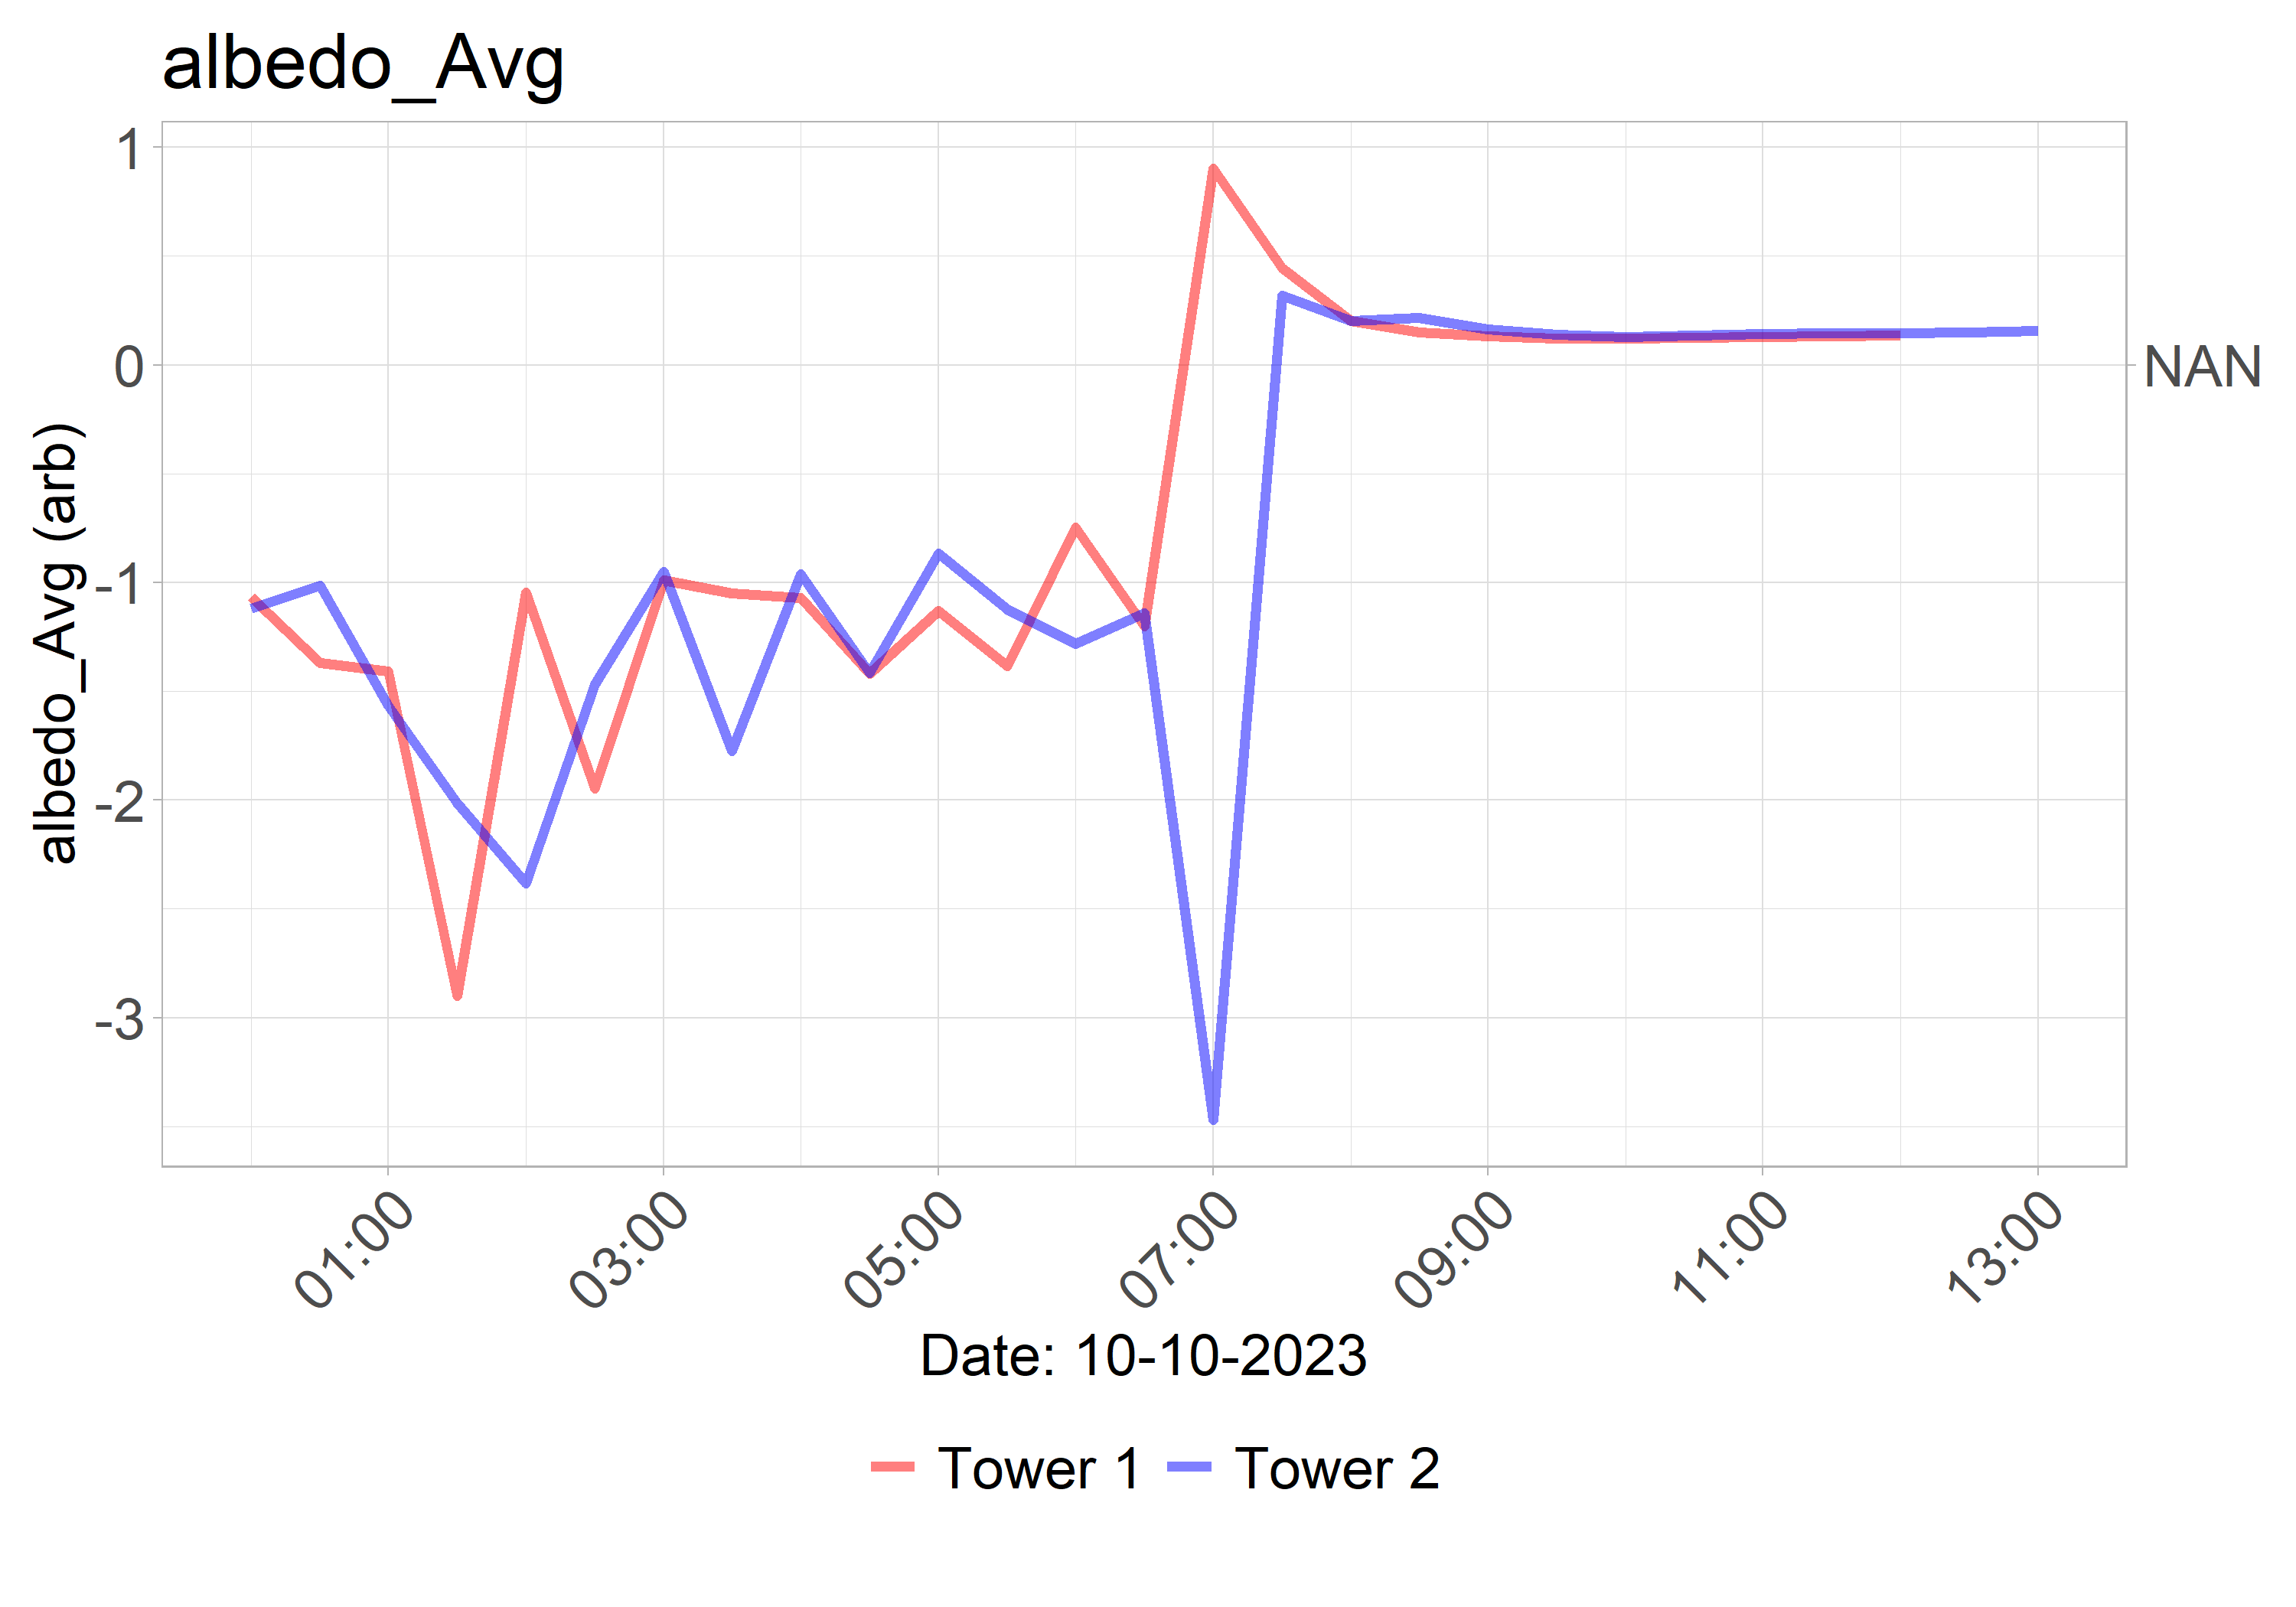 albedo_Avg
albedo_Avg (arb)
1
0
-1
-2
-3
NAN
01:00
03:00
05:00
07:00
09:00
11:00
13:00
Date: 10-10-2023
Tower 1
Tower 2